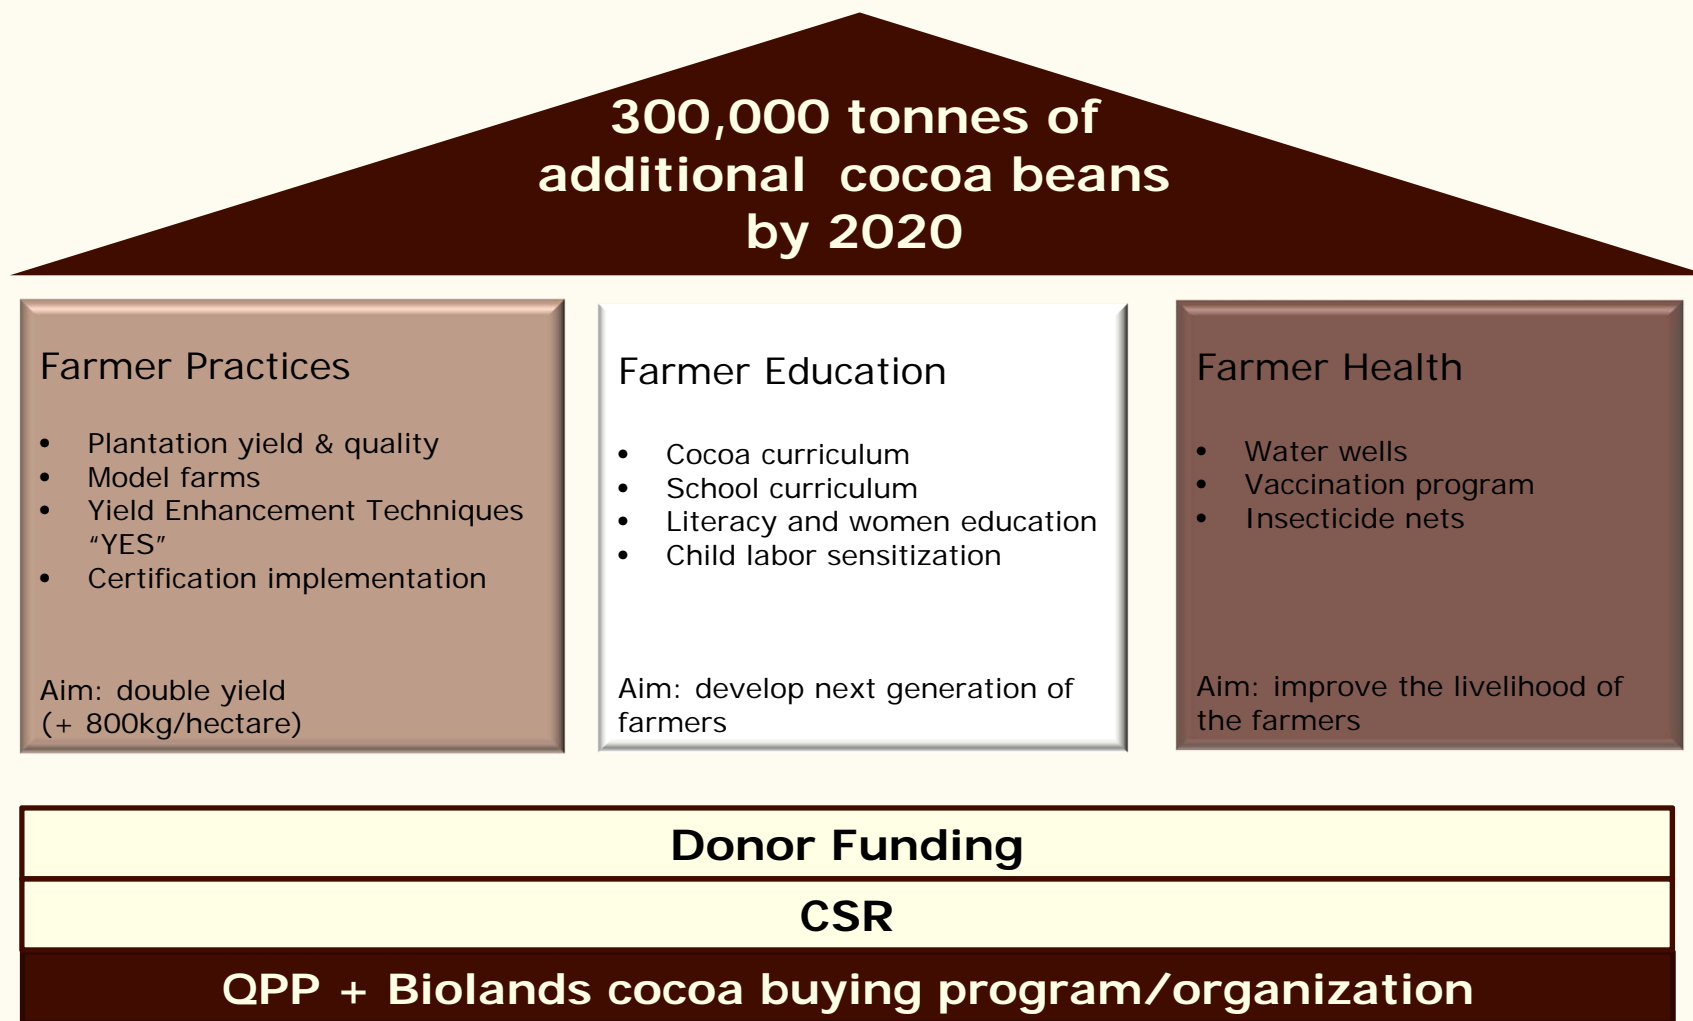 300,000 tonnes of
additional cocoa beans
by 2020
Farmer Practices
• Plantation yield & quality
• Model farms
• Yield Enhancement Techniques
“YES”
• Certification implementation
Aim: double yield
(+ 800kg/hectare)
Farmer Education
• Cocoa curriculum
• School curriculum
• Literacy and women education
• Child labor sensitization
Aim: develop next generation of
farmers
Farmer Health
• Water wells
• Vaccination program
• Insecticide nets
Aim: improve the livelihood of
the farmers
Donor Funding
CSR
QPP + Biolands cocoa buying program/organization